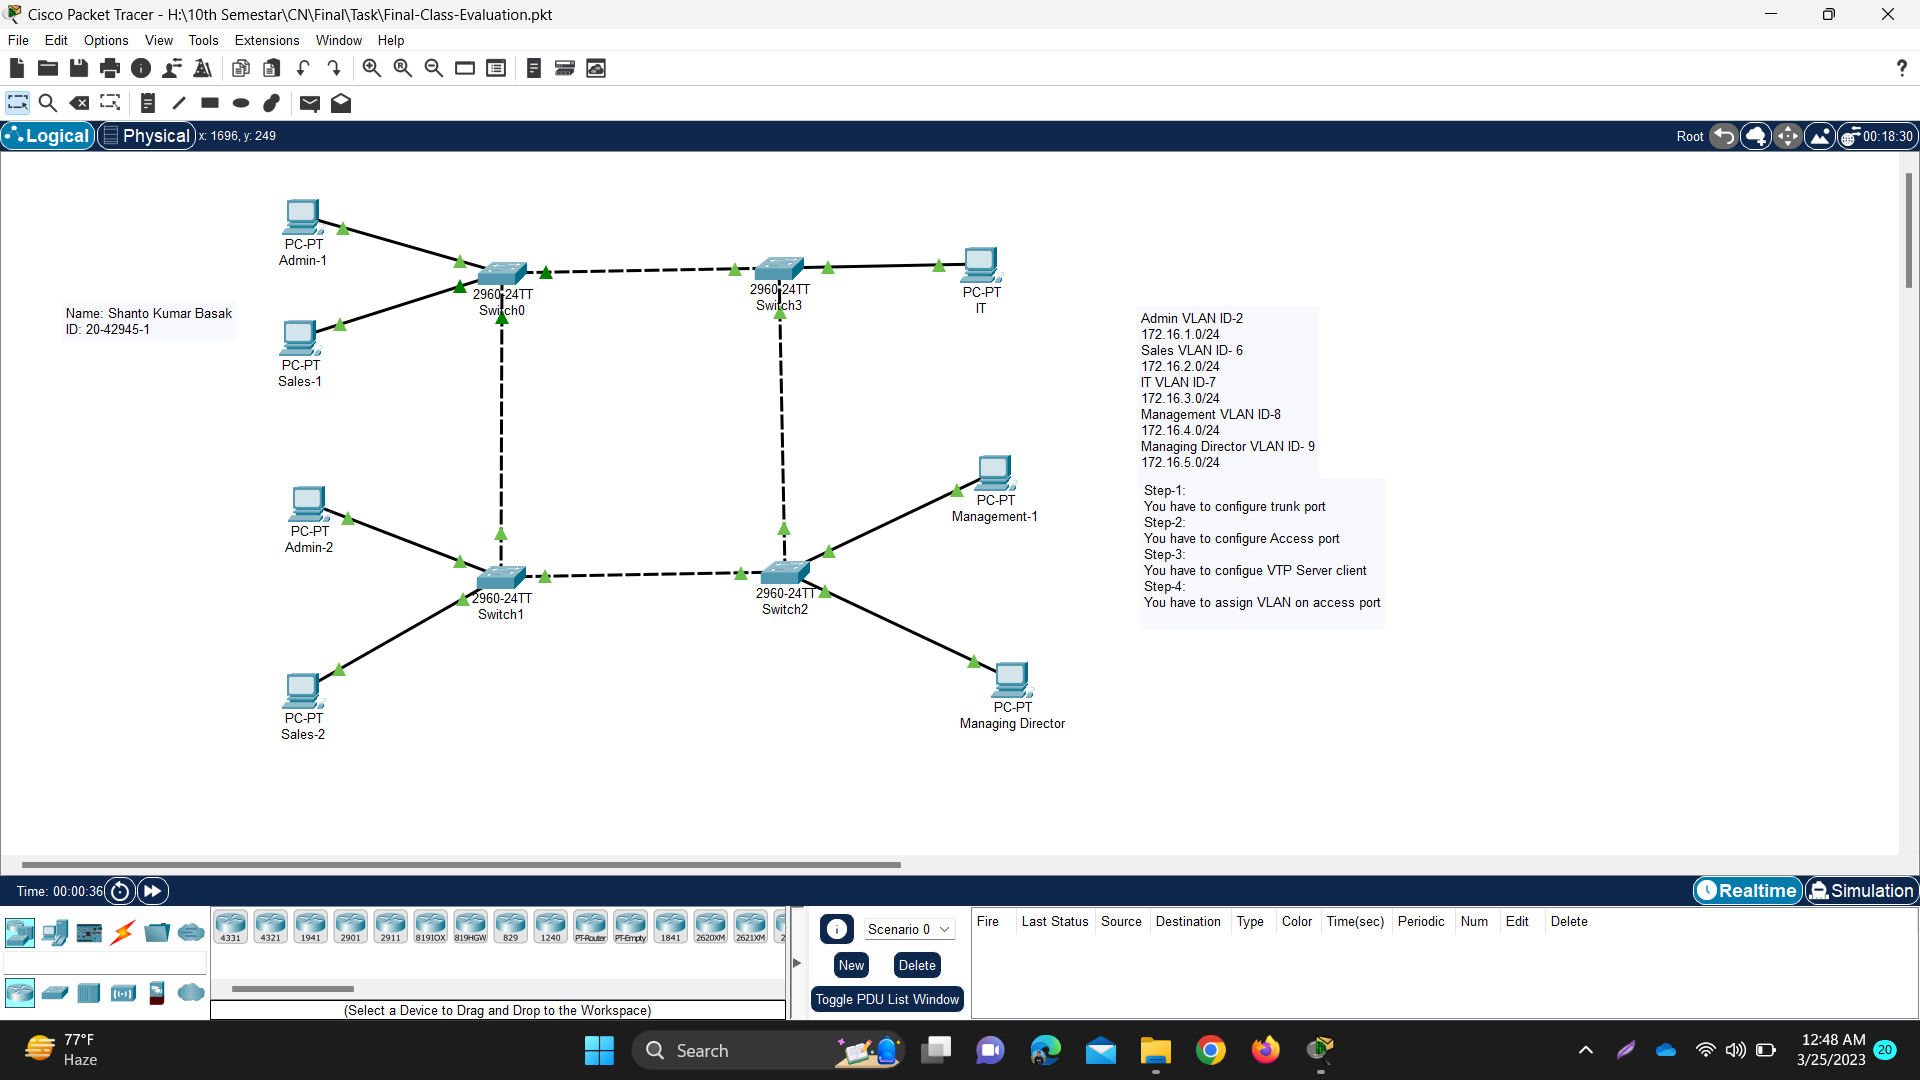 Cisco Packet Tracer - H:\10th Semestar\CN\Final\Task\Final-Class-Evaluation.pkt
File Edit Options View Tools Extensions Window Help
Logical Physical x: 1696, y: 249 Root 00:18:30
PC-PT
Admin-1
2960-24TT
Switch0
2960-24TT
Switch3
PC-PT
IT
Name: Shanto Kumar Basak
ID: 20-42945-1
PC-PT
Sales-1
Admin VLAN ID-2
172.16.1.0/24
Sales VLAN ID- 6
172.16.2.0/24
IT VLAN ID-7
172.16.3.0/24
Management VLAN ID-8
172.16.4.0/24
Managing Director VLAN ID- 9
172.16.5.0/24
Step-1:
You have to configure trunk port
Step-2:
You have to configure Access port
Step-3:
You have to configue VTP Server client
Step-4:
You have to assign VLAN on access port
PC-PT
Management-1
PC-PT
Admin-2
2960-24TT
Switch1
2960-24TT
Switch2
PC-PT
Sales-2
PC-PT
Managing Director
Time: 00:00:36 Realtime Simulation
4331 4321 1941 2901 2911 819IOX 819HGW 829 1240 PT-Router PT-Empty 1841 2620XM 2621XM 2
(Select a Device to Drag and Drop to the Workspace)
Scenario 0
New Delete
Toggle PDU List Window
Fire Last Status Source Destination Type Color Time(sec) Periodic Num Edit Delete
77°F
Haze
Search
12:48 AM
3/25/2023
20